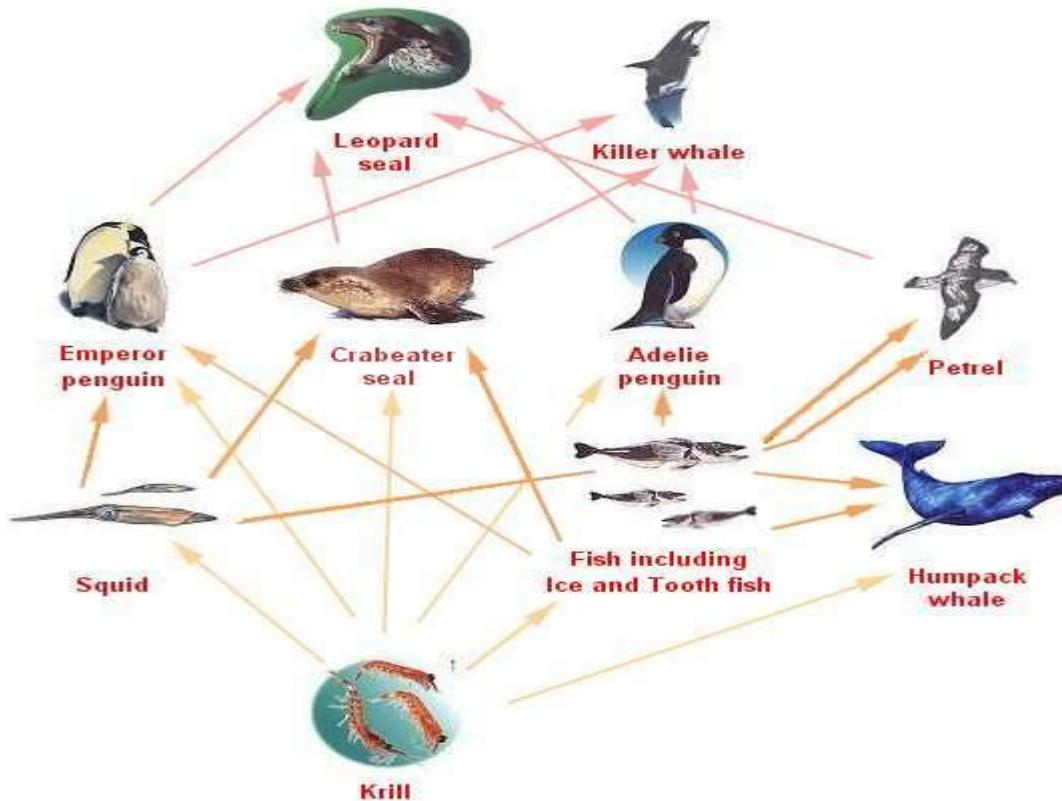 Leopard
seal
Killer whale
Emperor
penguin
Crabeater
seal
Adelie
penguin
Petrel
Squid
Fish including
Ice and Tooth fish
Humpack
whale
Krill